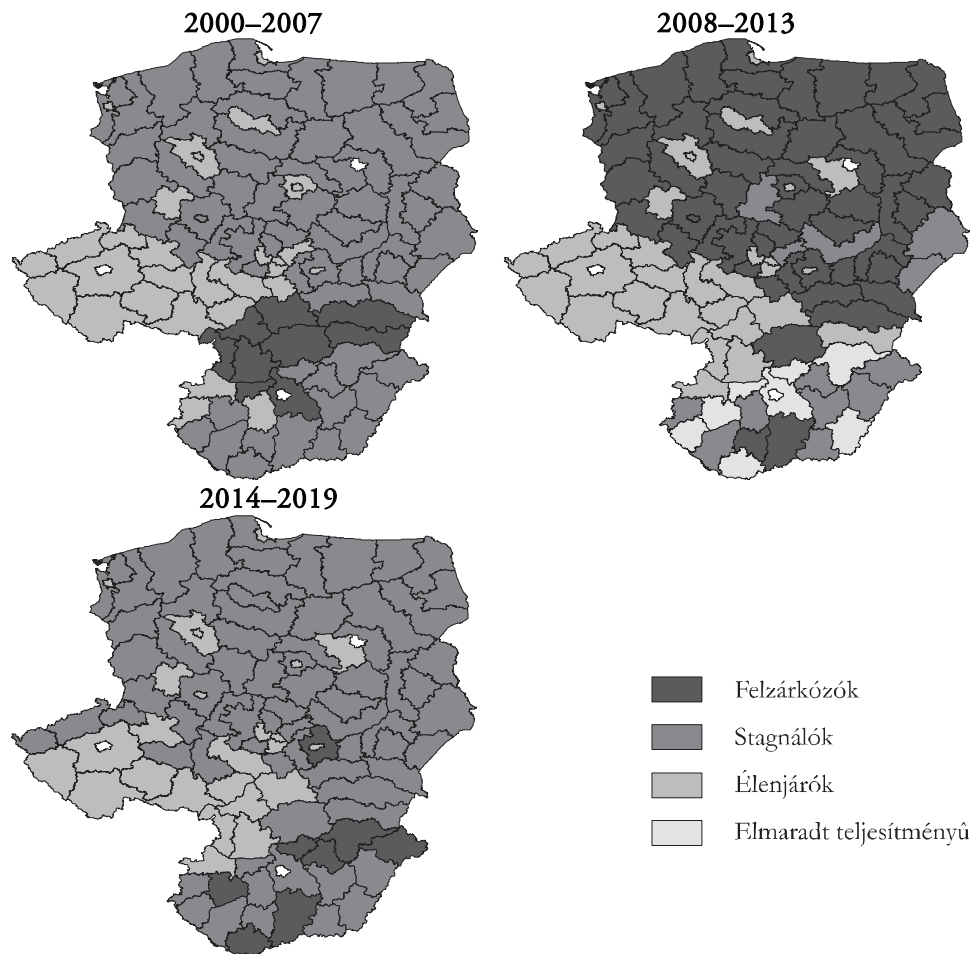 2000–2007
2008–2013
2014–2019
Felzárkózók
Stagnálók
Élenjárók
Elmaradt teljesítményû